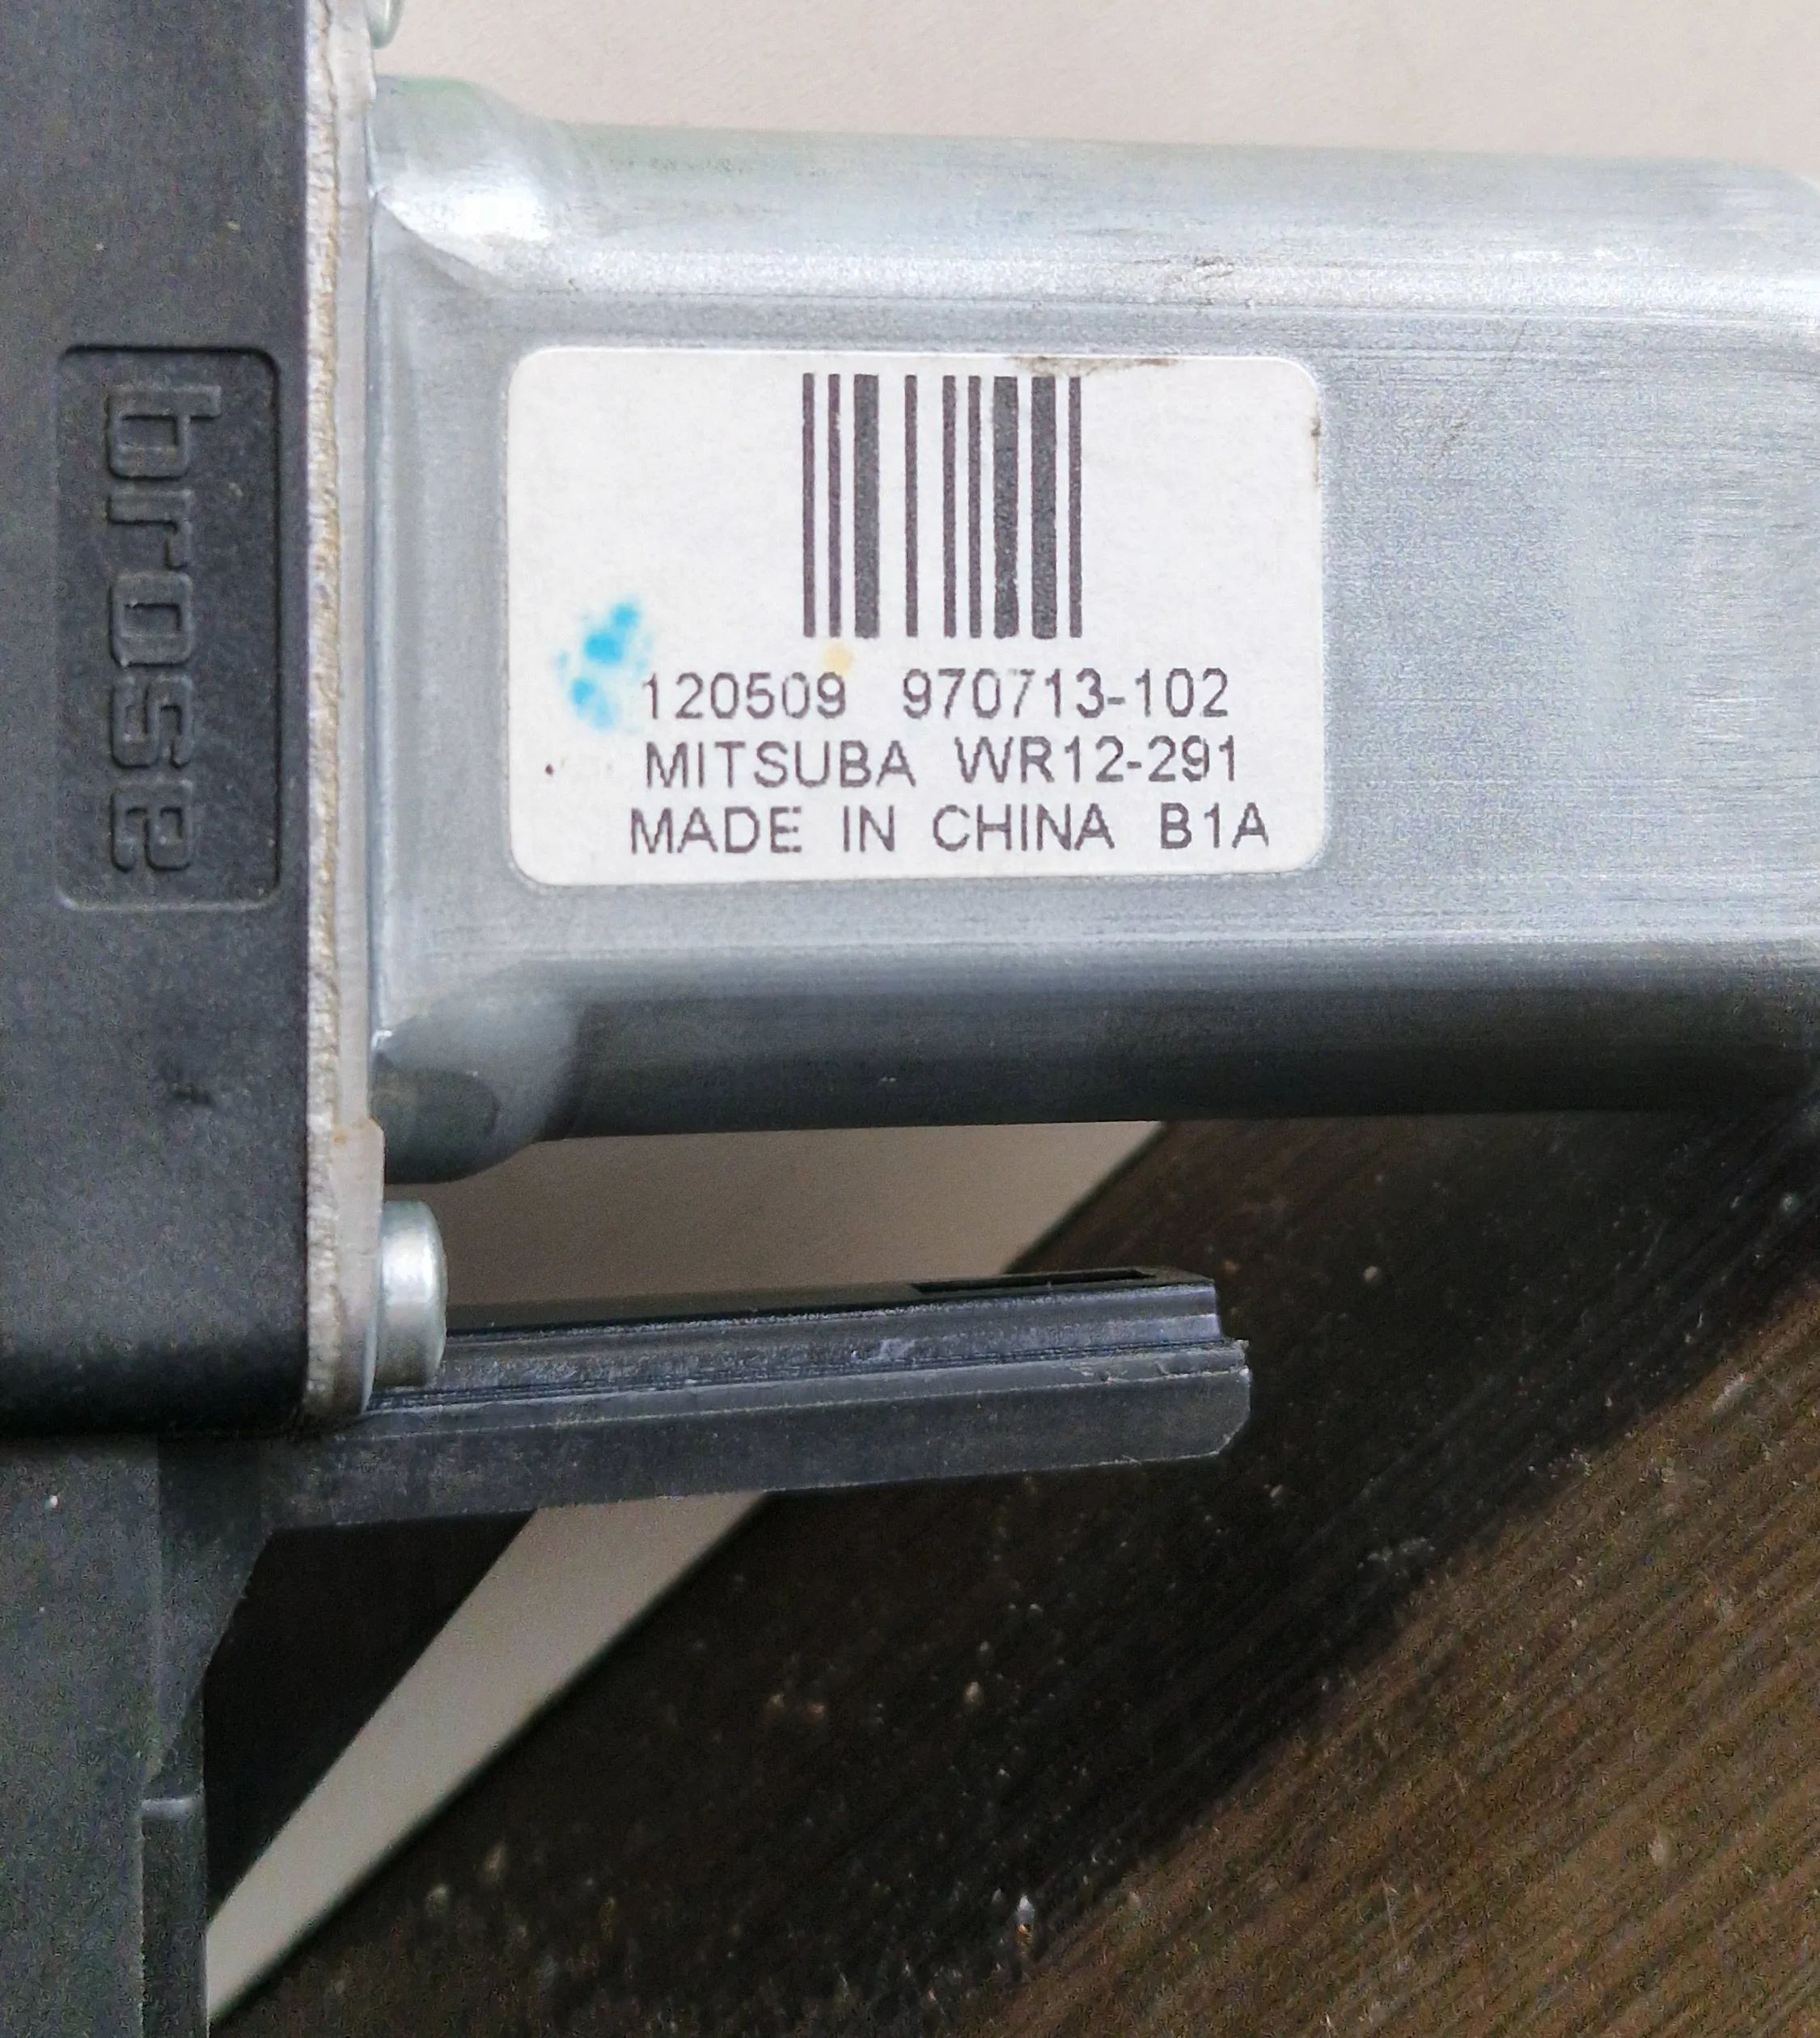 brose
120509 970713-102
MITSUBA WR12-291
MADE IN CHINA B1A